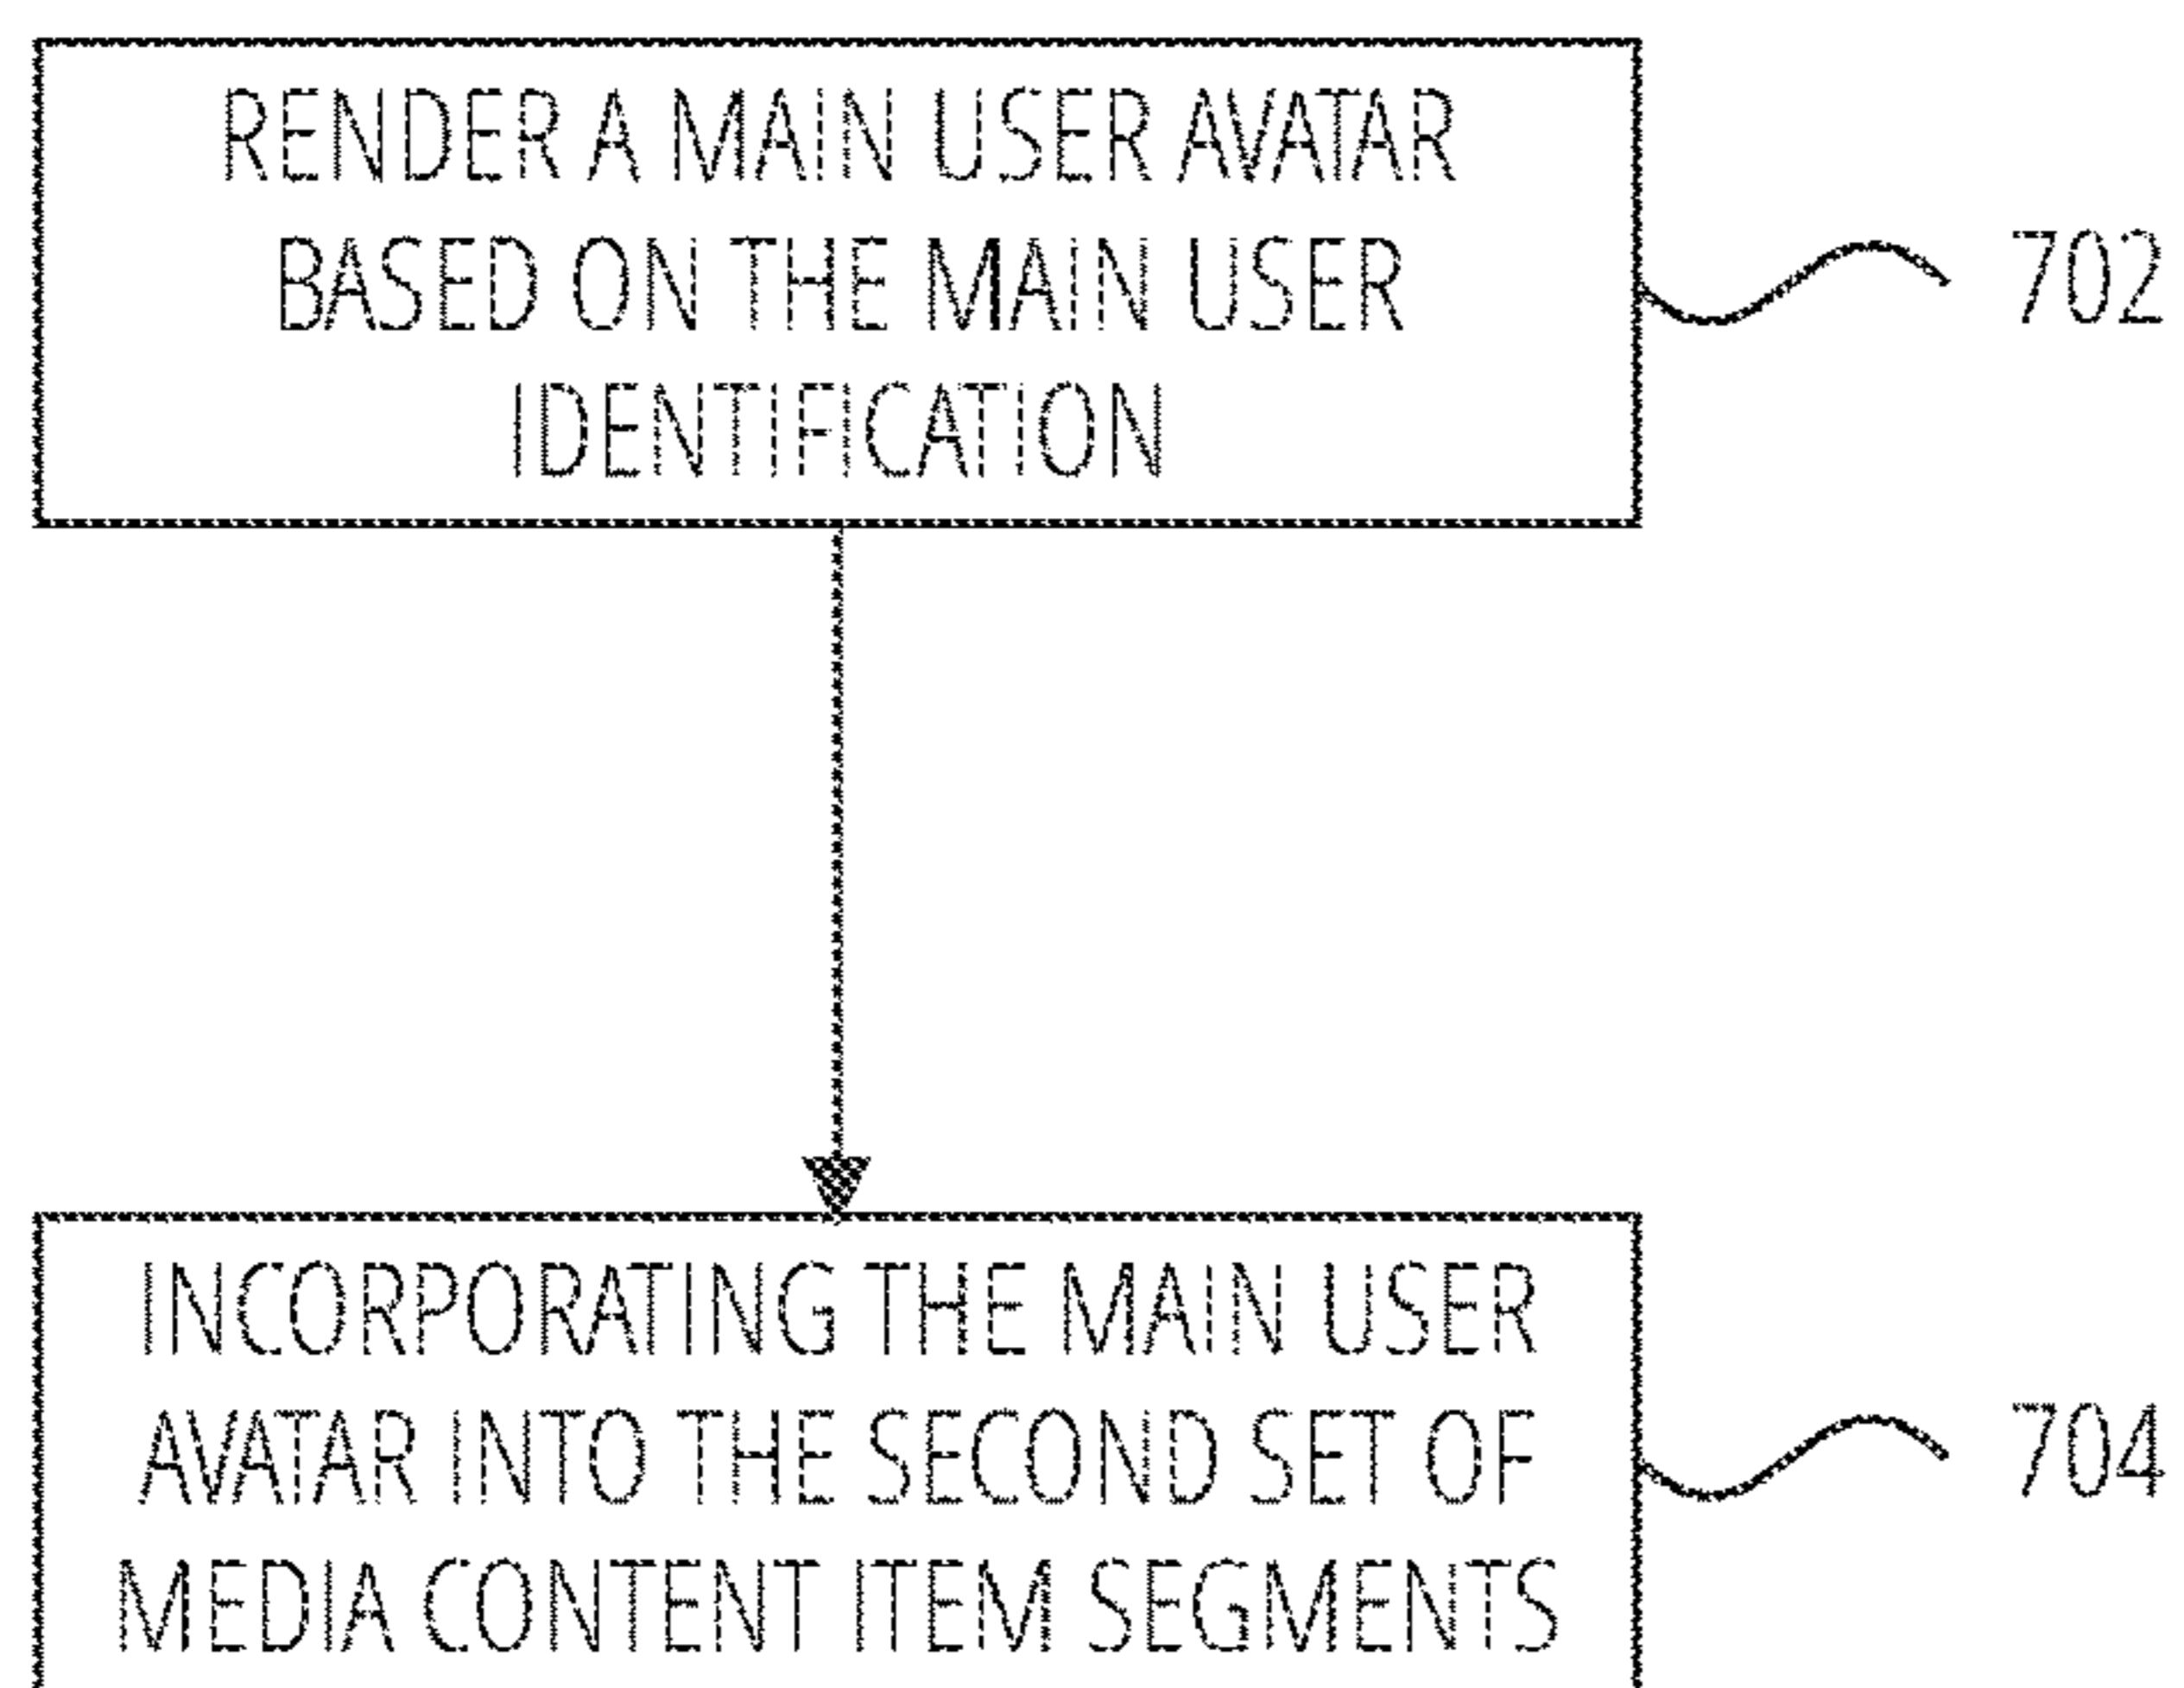 RENDER A MAIN USER AVATAR
BASED ON THE MAIN USER
IDENTIFICATION
702
INCORPORATING THE MAIN USER
AVATAR INTO THE SECOND SET OF
MEDIA CONTENT ITEM SEGMENTS
704